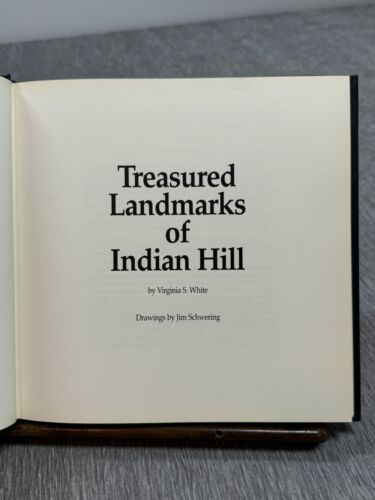 Treasured
Landmarks
of
Indian Hill
by Virginia S. White
Drawings by Jim Schwering